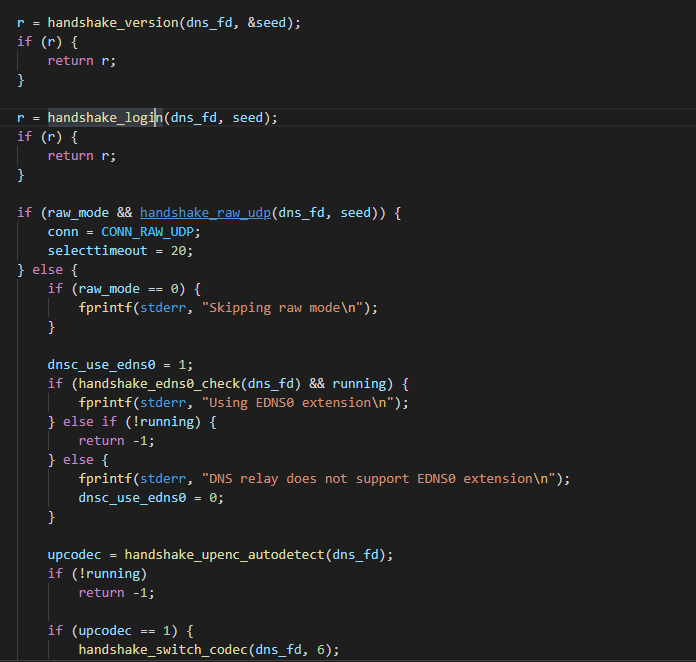 r = handshake_version(dns_fd, &seed);
if (r) {
    return r;
}

r = handshake_login(dns_fd, seed);
if (r) {
    return r;
}

if (raw_mode && handshake_raw_udp(dns_fd, seed)) {
    conn = CONN_RAW_UDP;
    selecttimeout = 20;
} else {
    if (raw_mode == 0) {
        fprintf(stderr, "Skipping raw mode\n");
    }

    dnsc_use_edns0 = 1;
    if (handshake_edns0_check(dns_fd) && running) {
        fprintf(stderr, "Using EDNS0 extension\n");
    } else if (!running) {
        return -1;
    } else {
        fprintf(stderr, "DNS relay does not support EDNS0 extension\n");
        dnsc_use_edns0 = 0;
    }

    upcodec = handshake_upenc_autodetect(dns_fd);
    if (!running)
        return -1;

    if (upcodec == 1) {
        handshake_switch_codec(dns_fd, 6);